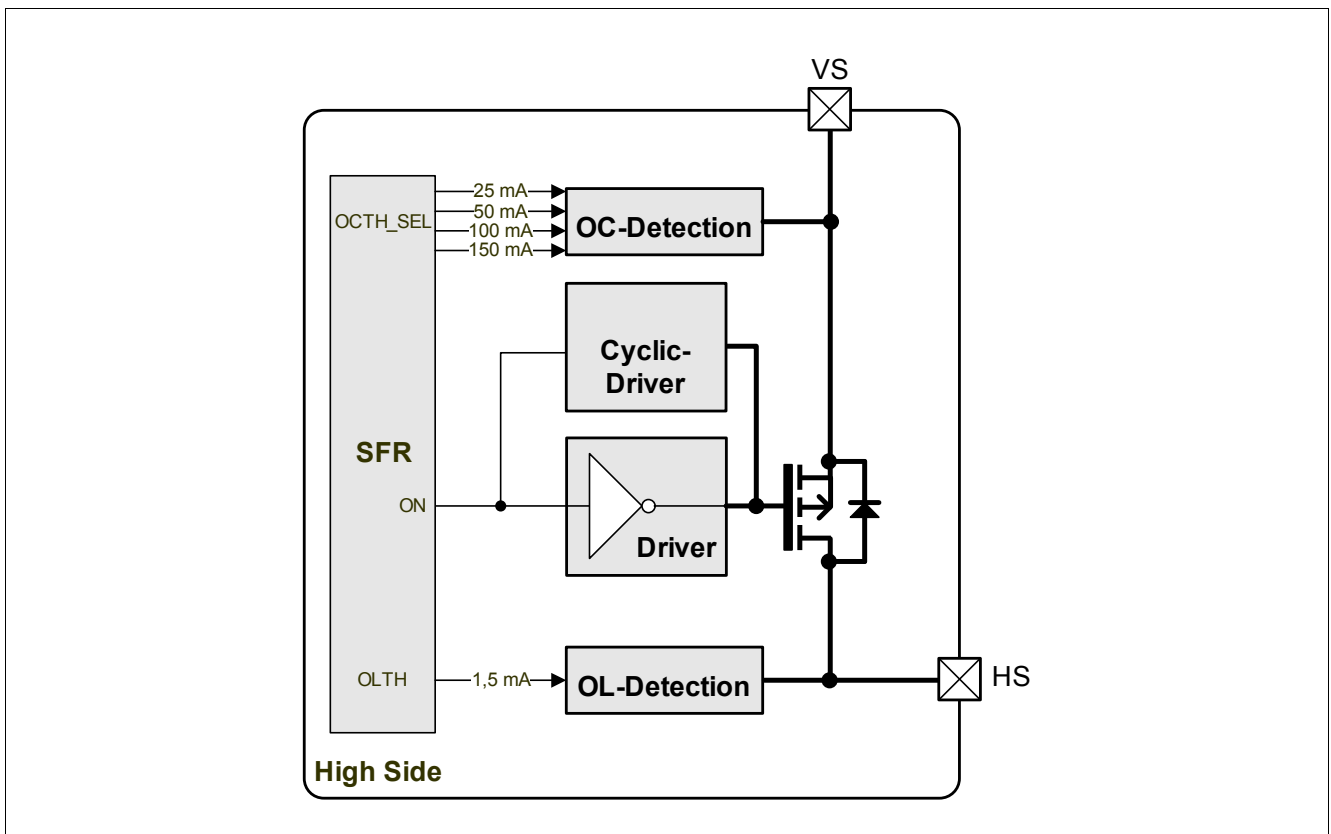 VS
25 mA
50 mA
OCTH_SEL
100 mA
150 mA
OC-Detection
Cyclic-
Driver
SFR
ON
Driver
OLTH
1,5 mA
OL-Detection
HS
High Side